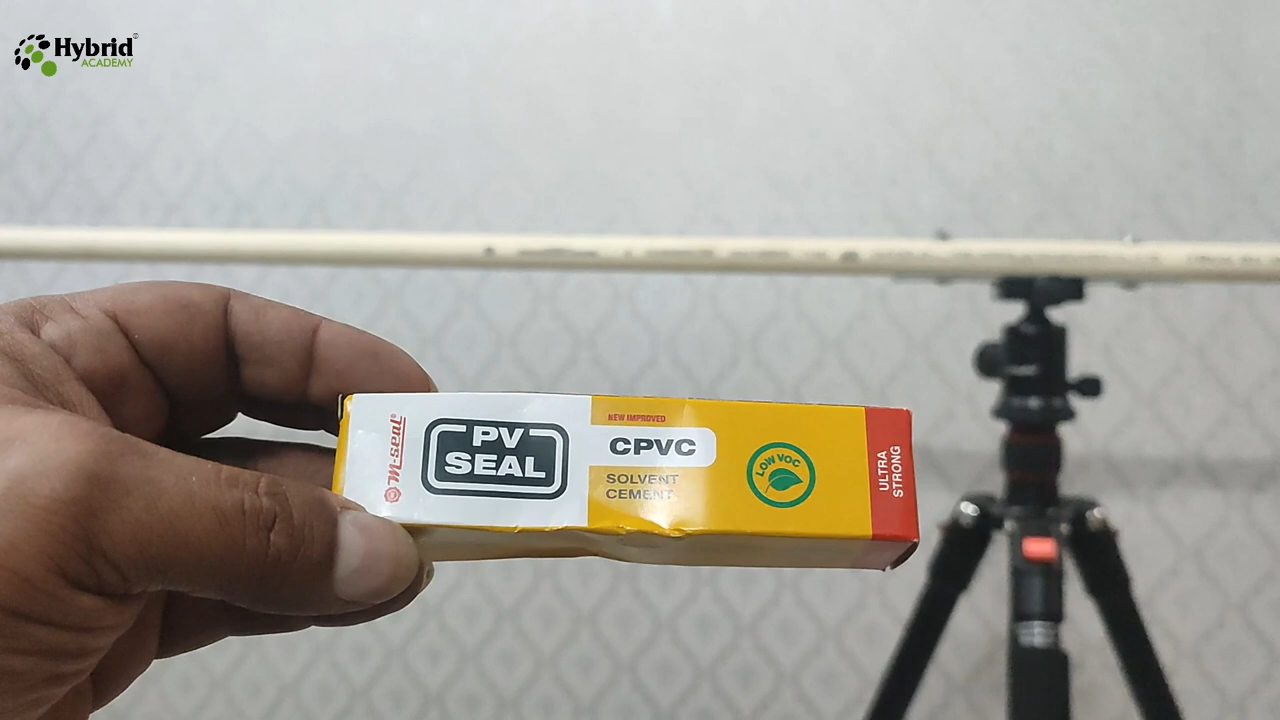 Hybrid
ACADEMY
M-seal
PV
SEAL
NEW IMPROVED
CPVC
SOLVENT
CEMENT
LOW VOC
ULTRA
STRONG